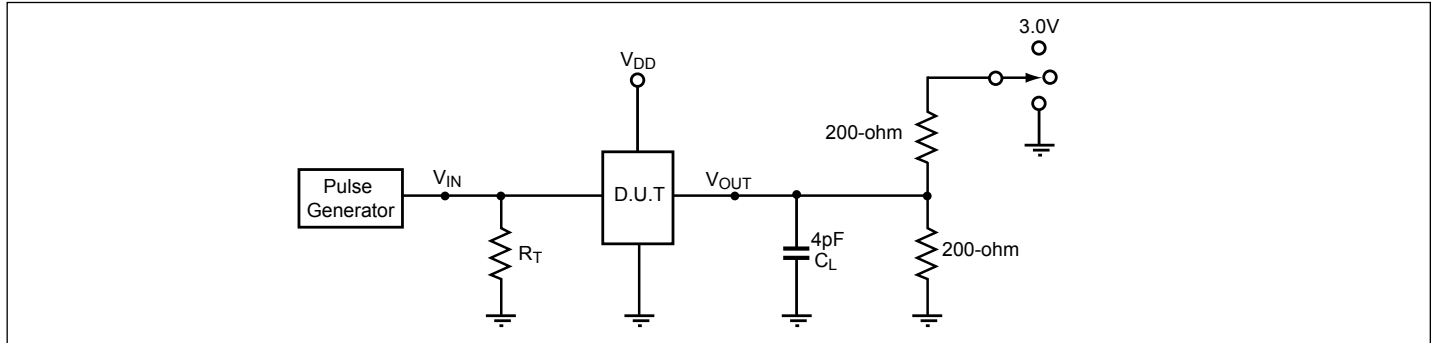 3.0V
VDD
200-ohm
Pulse
Generator
VIN
D.U.T
VOUT
RT
4pF
CL
200-ohm